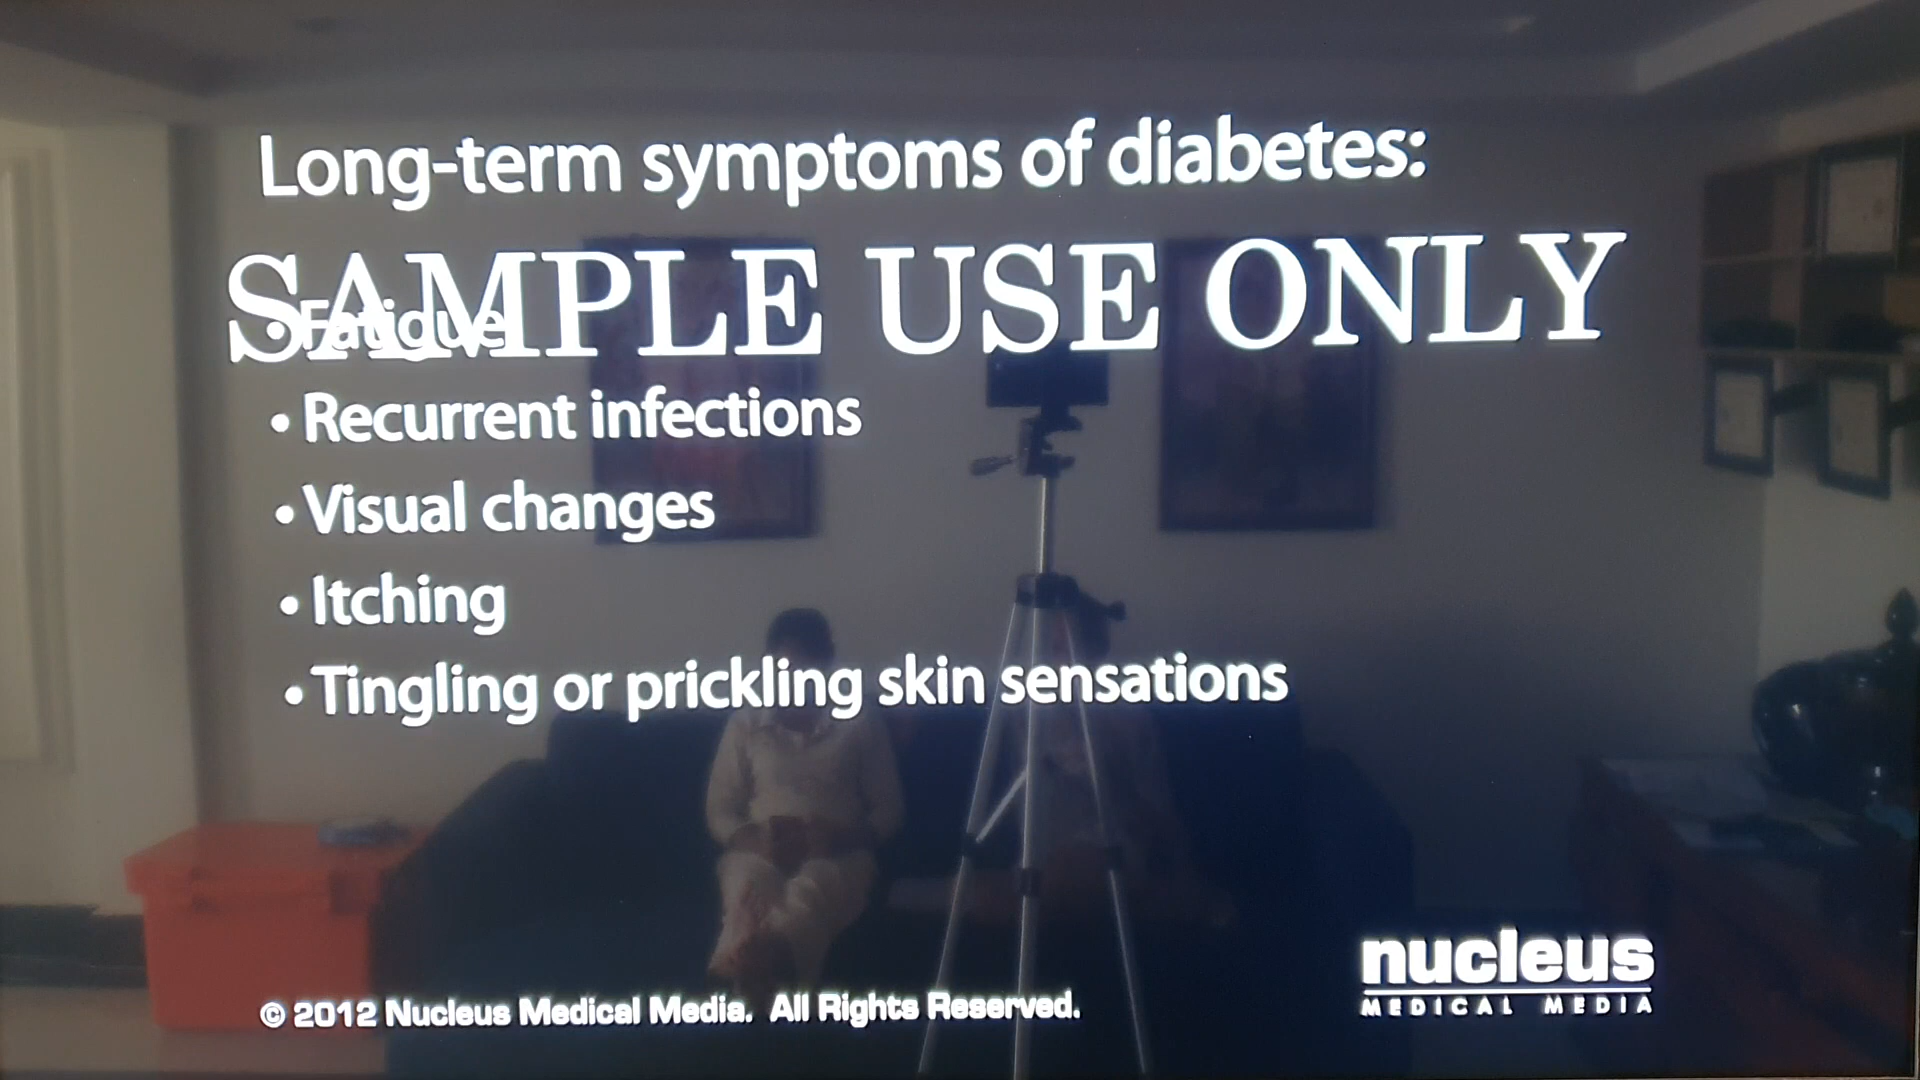 Long-term symptoms of diabetes:
SAMPLE USE ONLY
• Fatigue
• Recurrent infections
• Visual changes
• Itching
• Tingling or prickling skin sensations
nucleus
MEDICAL MEDIA
© 2012 Nucleus Medical Media. All Rights Reserved.